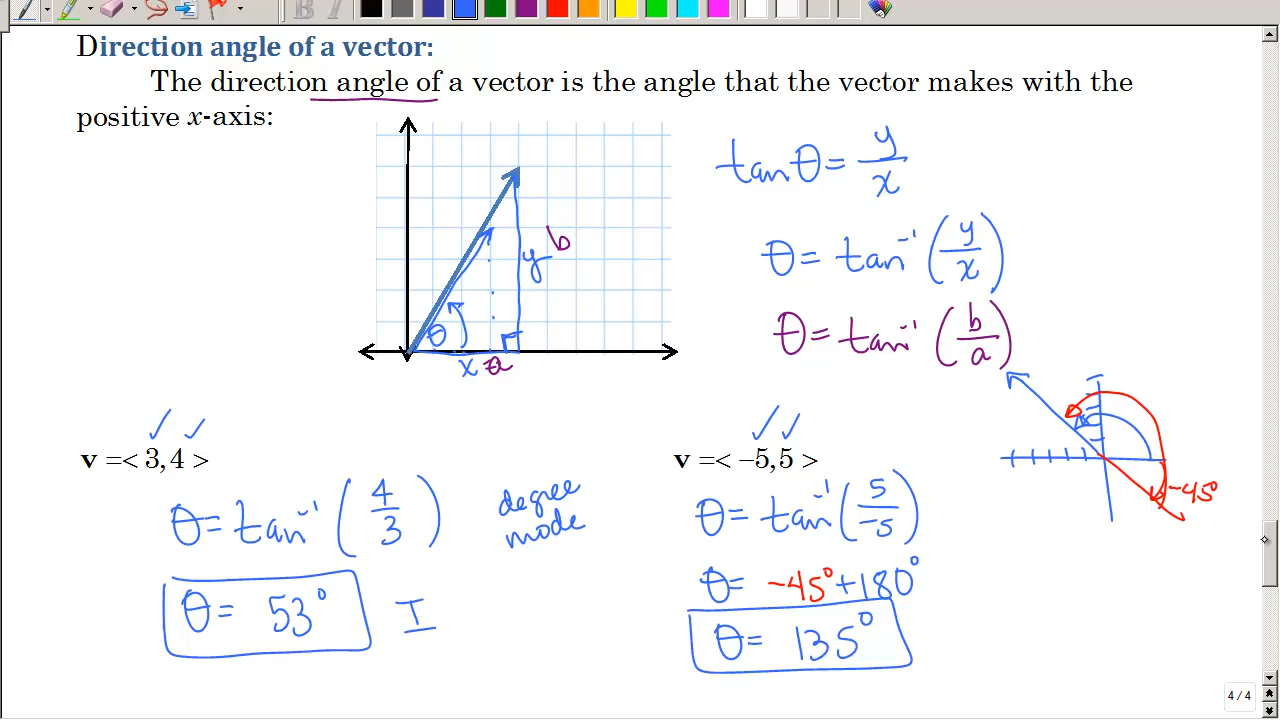 Direction angle of a vector:
The direction angle of a vector is the angle that the vector makes with the
positive x-axis:
tan θ = y/x
θ = tan⁻¹ (y/x)
θ = tan⁻¹ (b/a)
b
y
θ
x a
v =< 3, 4 >
θ = tan⁻¹ (4/3)
degree
mode
θ = 53°
I
v =< −5, 5 >
θ = tan⁻¹ (5/-5)
θ = -45° + 180°
θ = 135°
-45°
4 / 4